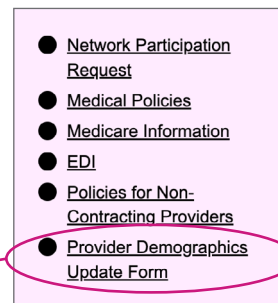 Network Participation
Request
Medical Policies
Medicare Information
EDI
Policies for Non-
Contracting Providers
Provider Demographics
Update Form